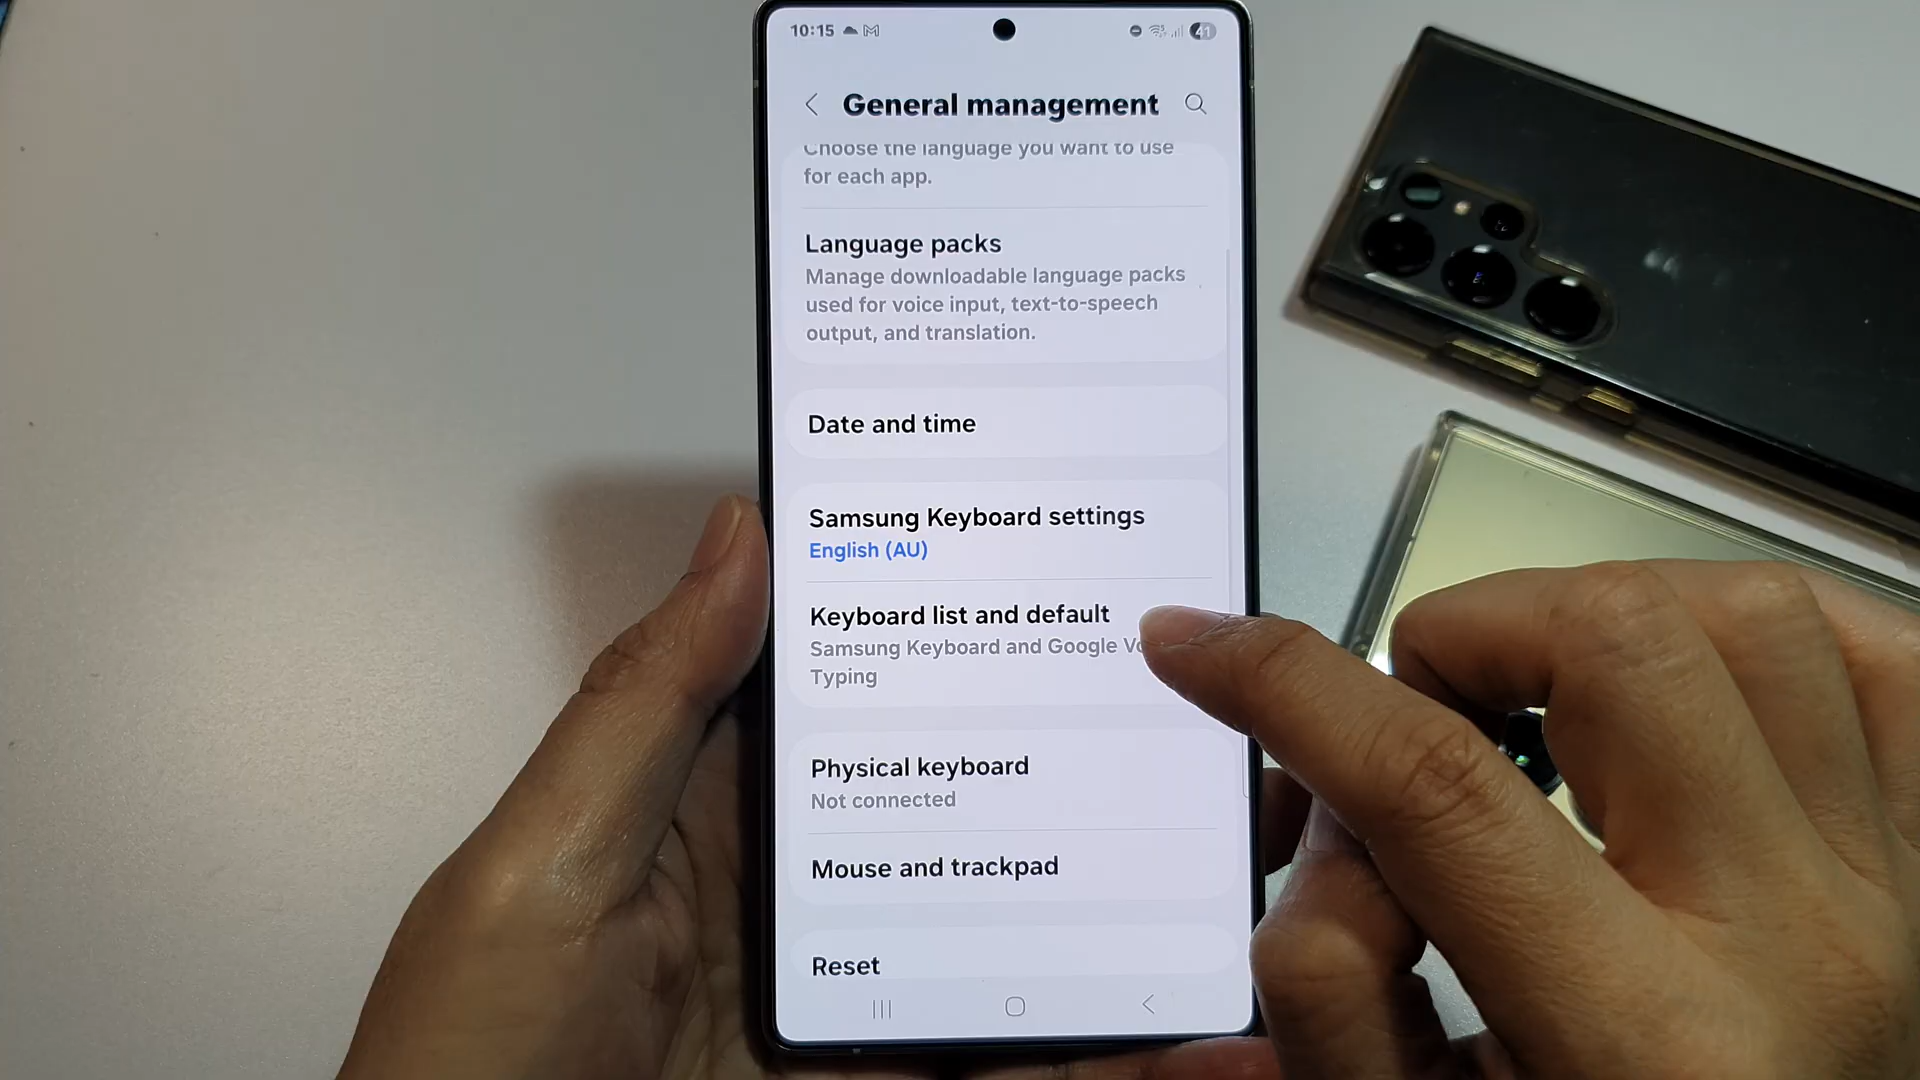 10:15
41
General management
Choose the language you want to use
for each app.
Language packs
Manage downloadable language packs
used for voice input, text-to-speech
output, and translation.
Date and time
Samsung Keyboard settings
English (AU)
Keyboard list and default
Samsung Keyboard and Google
Typing
Physical keyboard
Not connected
Mouse and trackpad
Reset